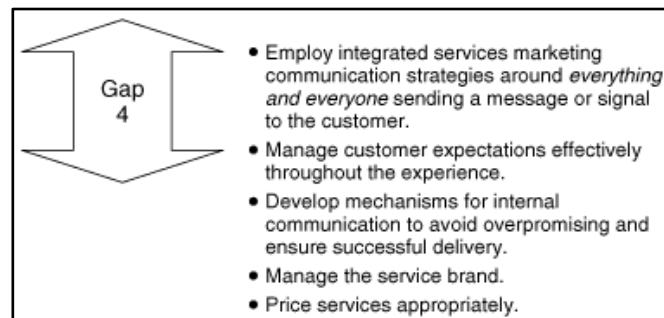 Gap
4
• Employ integrated services marketing
communication strategies around everything
and everyone sending a message or signal
to the customer.
• Manage customer expectations effectively
throughout the experience.
• Develop mechanisms for internal
communication to avoid overpromising and
ensure successful delivery.
• Manage the service brand.
• Price services appropriately.